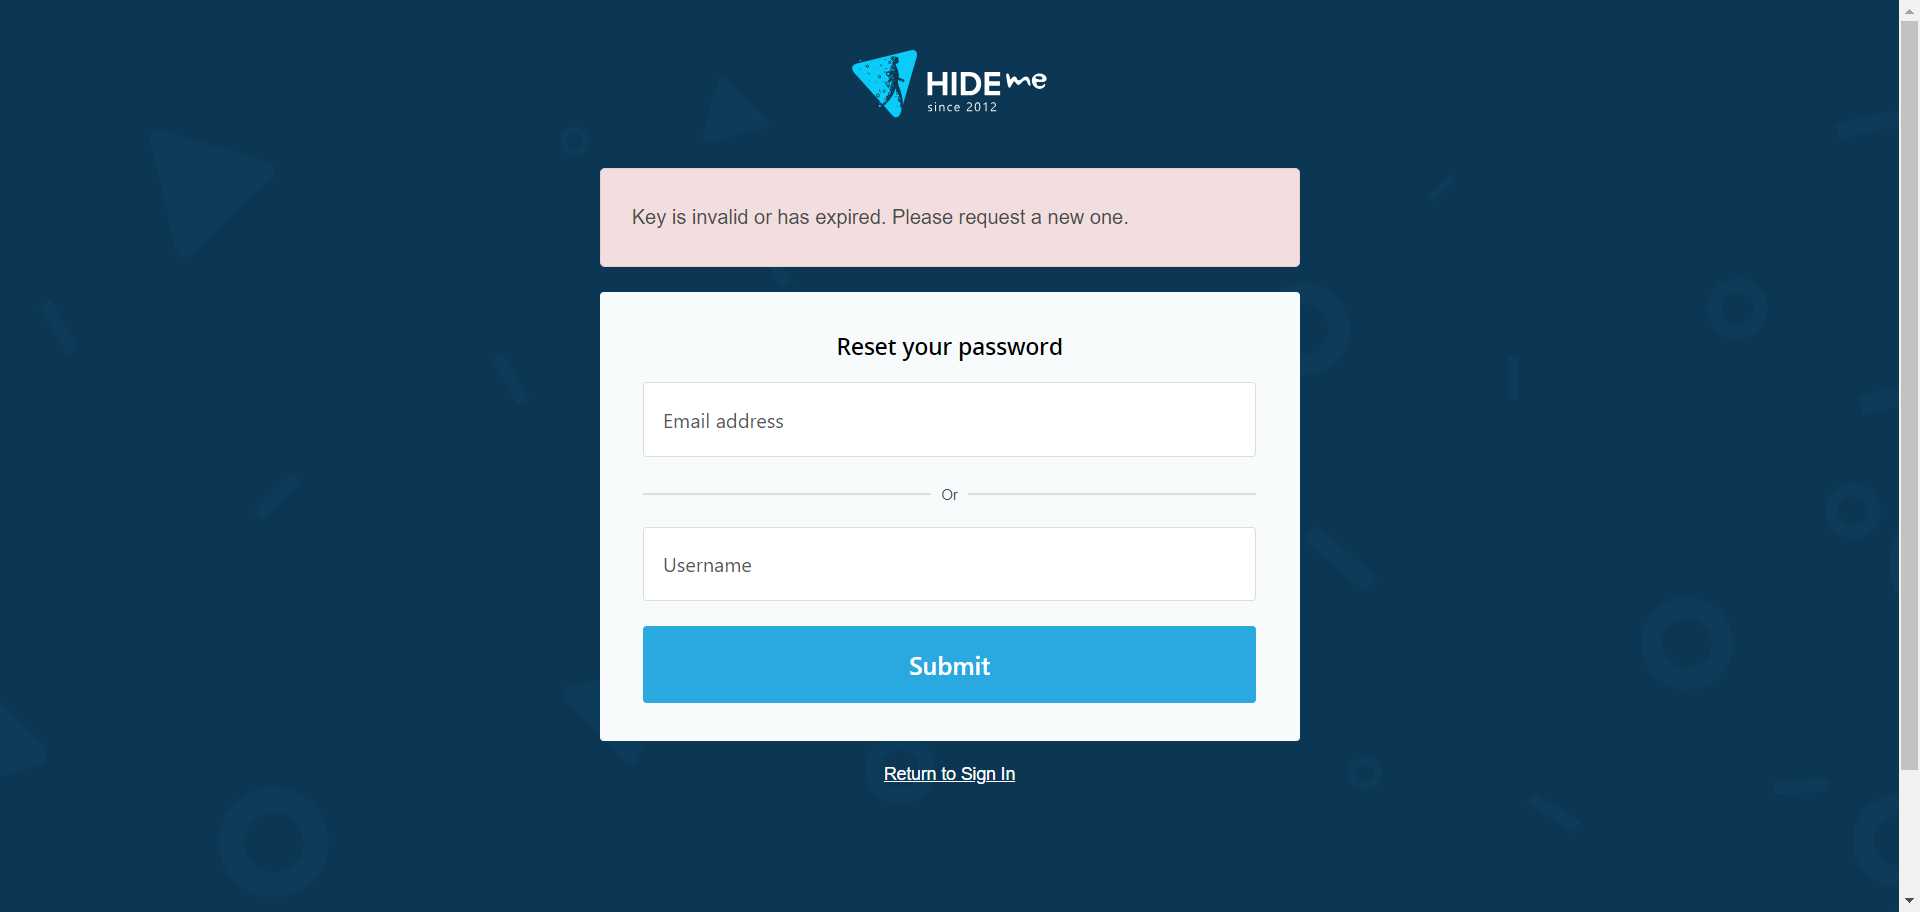 HIDE me
since 2012
Key is invalid or has expired. Please request a new one.
Reset your password
Email address
Or
Username
Submit
Return to Sign In